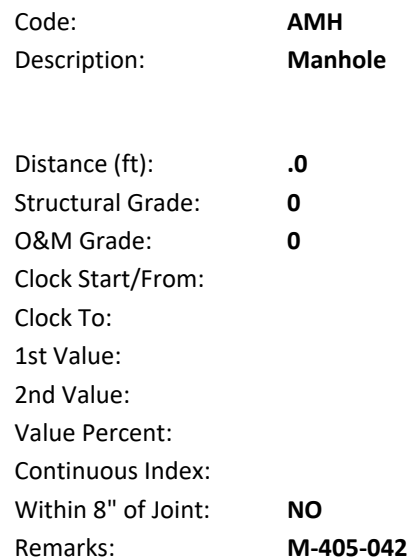 Code: AMH
Description: Manhole
Distance (ft): .0
Structural Grade: 0
O&M Grade: 0
Clock Start/From:
Clock To:
1st Value:
2nd Value:
Value Percent:
Continuous Index:
Within 8" of Joint: NO
Remarks: M-405-042